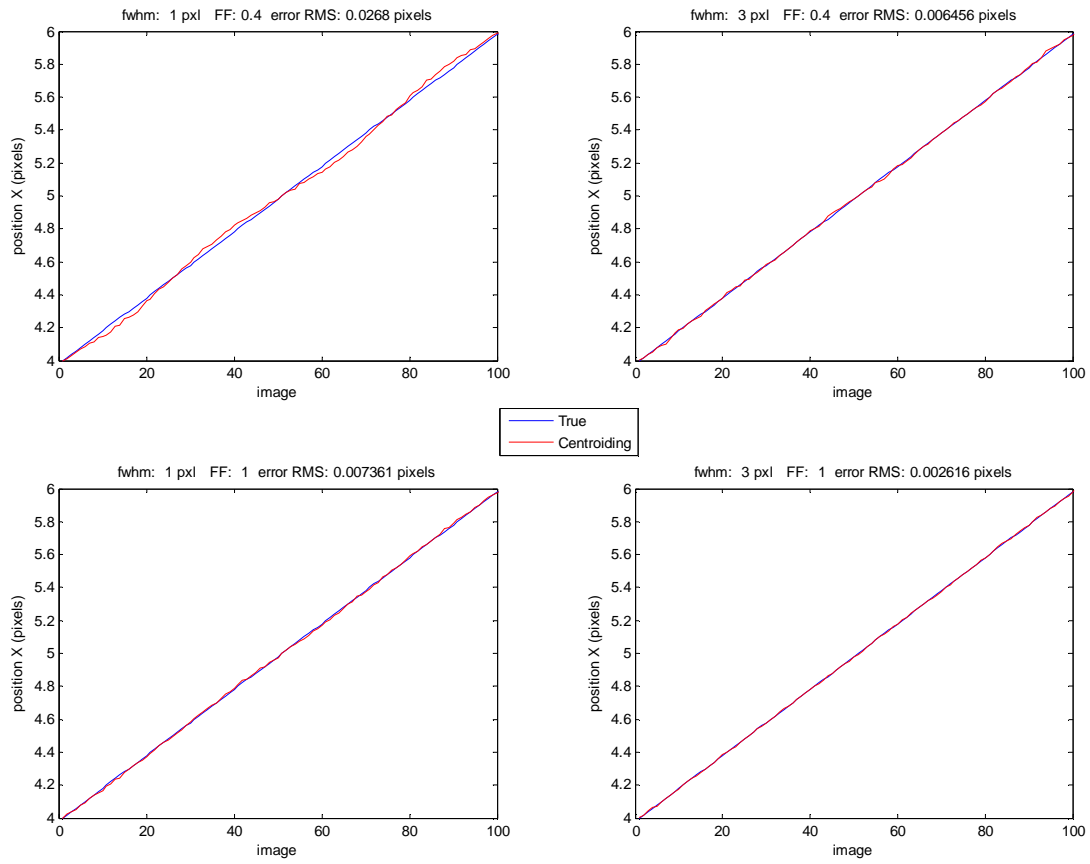 fwhm: 1 pxl FF: 0.4 error RMS: 0.0268 pixels
6
5.8
5.6
5.4
5.2
5
4.8
4.6
4.4
4.2
4
position X (pixels)
0 20 40 60 80 100
image
fwhm: 3 pxl FF: 0.4 error RMS: 0.006456 pixels
6
5.8
5.6
5.4
5.2
5
4.8
4.6
4.4
4.2
4
position X (pixels)
0 20 40 60 80 100
image
True
Centroiding
fwhm: 1 pxl FF: 1 error RMS: 0.007361 pixels
6
5.8
5.6
5.4
5.2
5
4.8
4.6
4.4
4.2
4
position X (pixels)
0 20 40 60 80 100
image
fwhm: 3 pxl FF: 1 error RMS: 0.002616 pixels
6
5.8
5.6
5.4
5.2
5
4.8
4.6
4.4
4.2
4
position X (pixels)
0 20 40 60 80 100
image